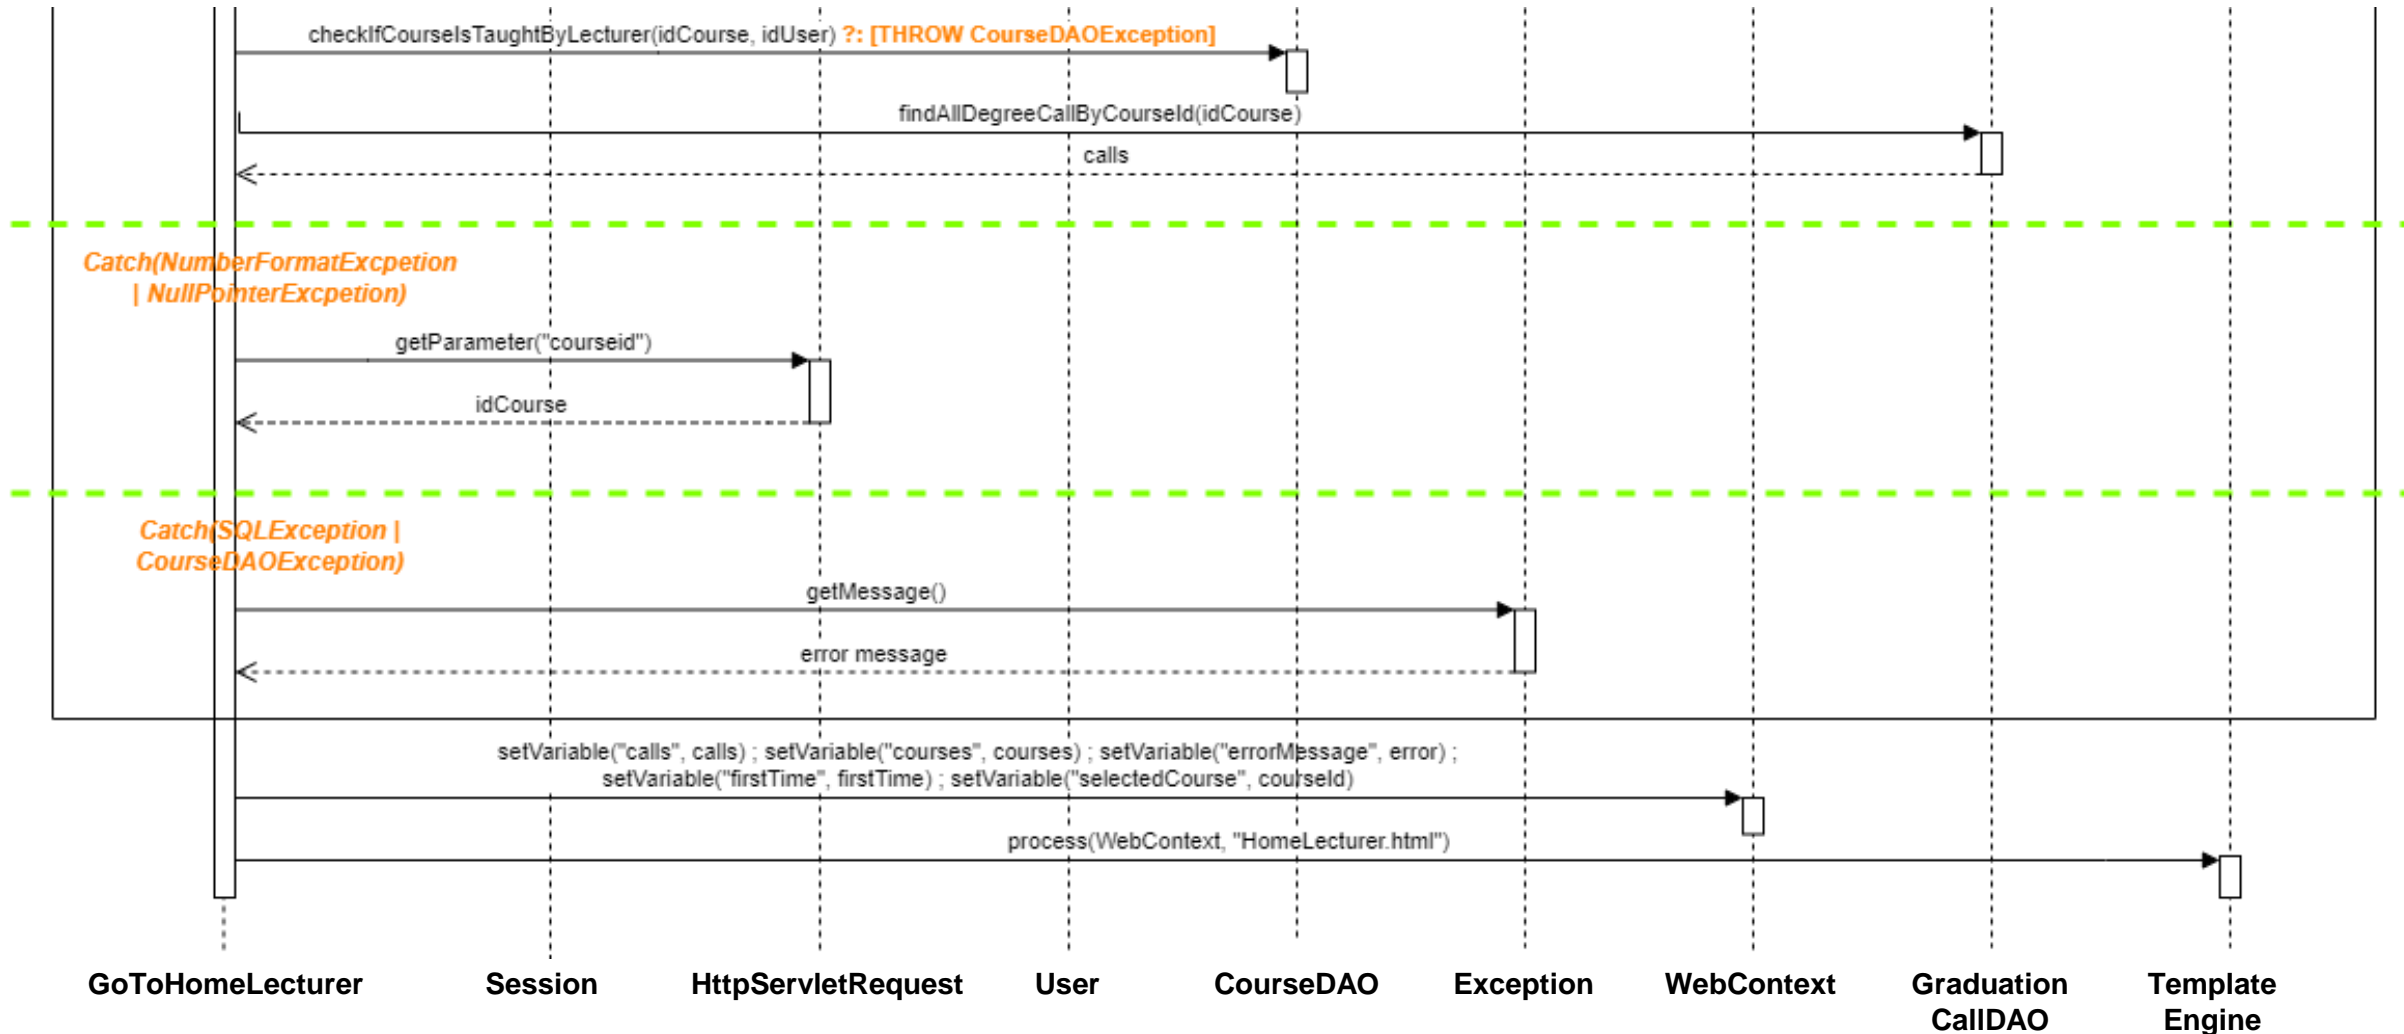 checkIfCourseIsTaughtByLecturer(idCourse, idUser) ?: [THROW CourseDAOException]
findAllDegreeCallByCourseId(idCourse)
calls
Catch(NumberFormatExcpetion
| NullPointerExcpetion)
getParameter("courseid")
idCourse
Catch(SQLException |
CourseDAOException)
getMessage()
error message
setVariable("calls", calls) ; setVariable("courses", courses) ; setVariable("errorMessage", error) ;
setVariable("firstTime", firstTime) ; setVariable("selectedCourse", courseId)
process(WebContext, "HomeLecturer.html")
GoToHomeLecturer Session HttpServletRequest User CourseDAO Exception WebContext Graduation Template
CallDAO Engine